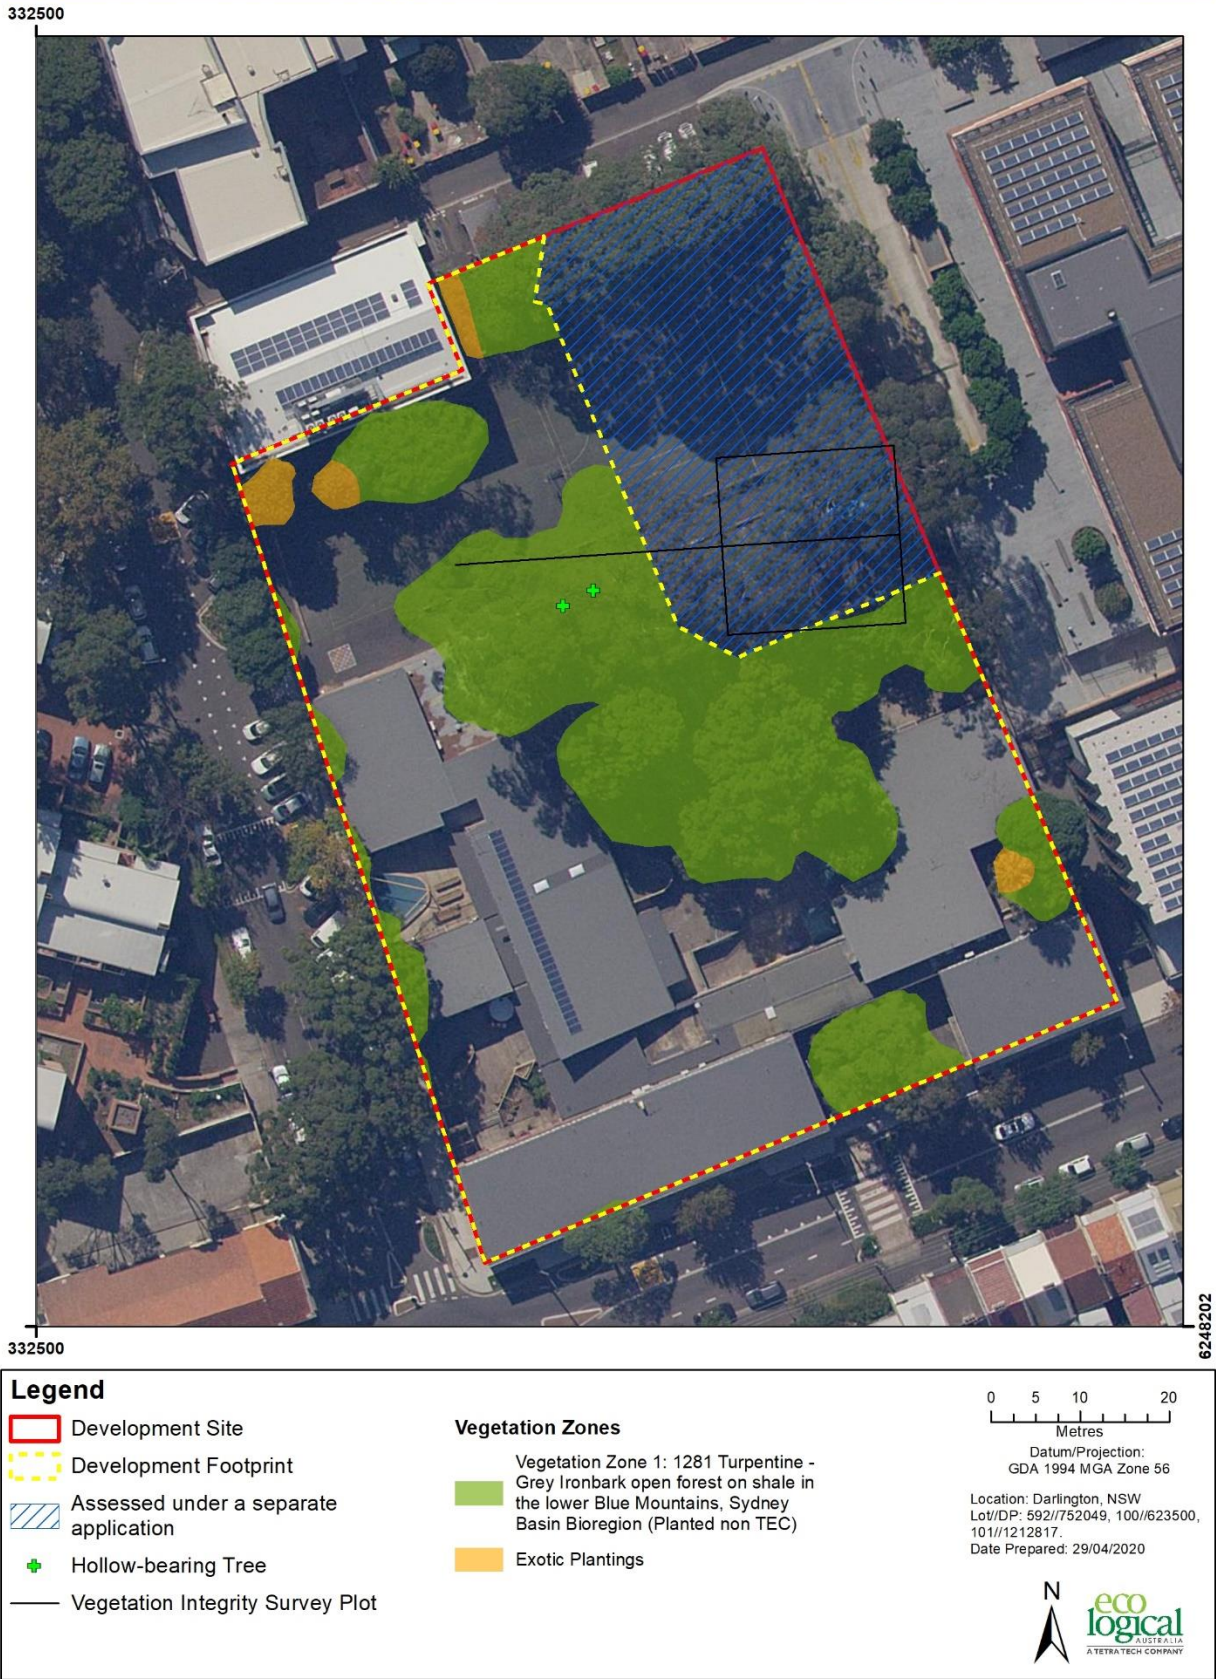 332500
332500
6248202
Legend
Development Site
Development Footprint
Assessed under a separate
application
Hollow-bearing Tree
Vegetation Integrity Survey Plot
Vegetation Zones
Vegetation Zone 1: 1281 Turpentine -
Grey Ironbark open forest on shale in
the lower Blue Mountains, Sydney
Basin Bioregion (Planted non TEC)
Exotic Plantings
0 5 10 20
Metres
Datum/Projection:
GDA 1994 MGA Zone 56
Location: Darlington, NSW
Lot//DP: 592//752049, 100//623500,
101//1212817.
Date Prepared: 29/04/2020
N
eco
logical
AUSTRALIA
A TETRA TECH COMPANY